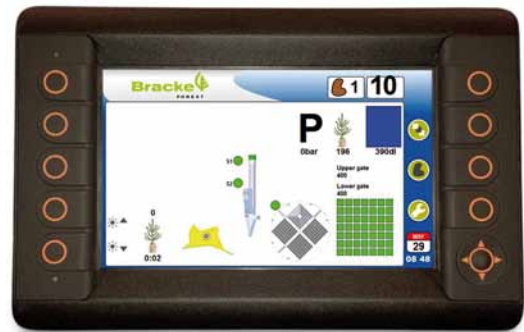 Bracke
FOREST
1 10
P
0bar 196 390dl
S1
S2
Upper gate
400
Lower gate
450
0
0:02
MAY
29
08 48